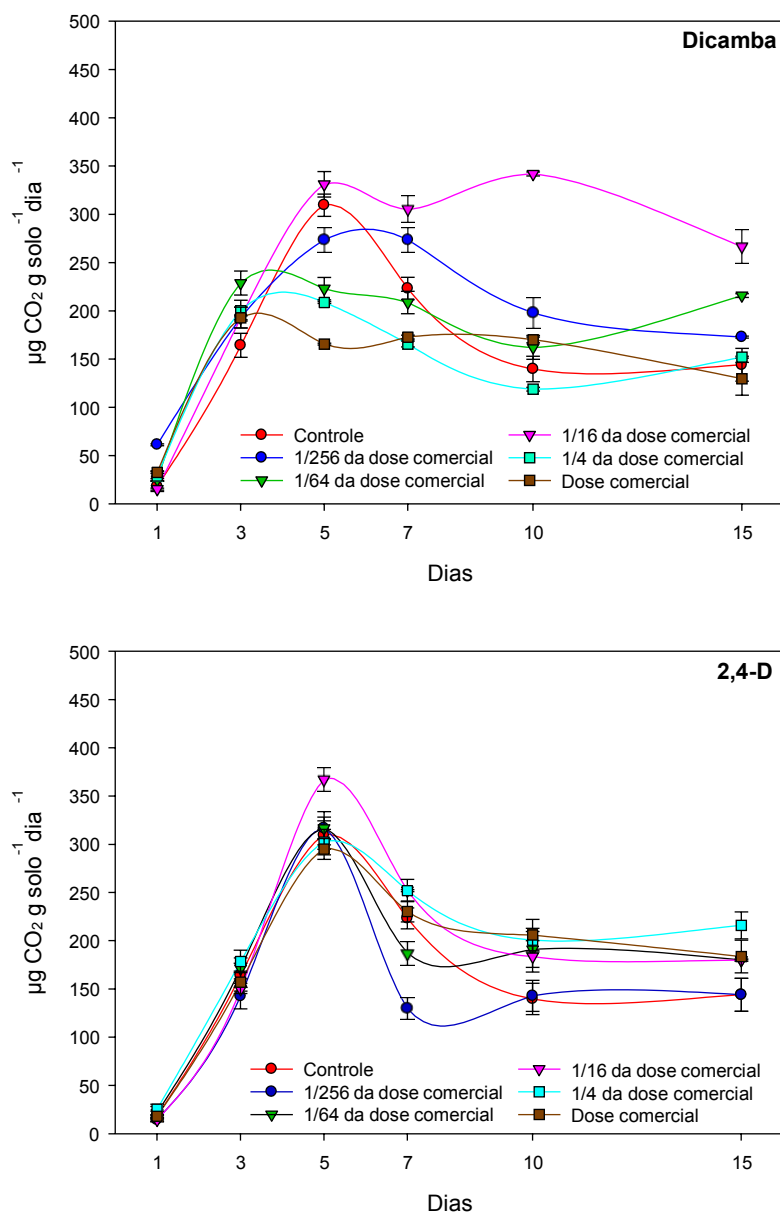 500
Dicamba
450
400
350
300
250
200
150
100
50
0
µg CO₂ g solo⁻¹ dia⁻¹
Controle
1/256 da dose comercial
1/64 da dose comercial
1/16 da dose comercial
1/4 da dose comercial
Dose comercial
1 3 5 7 10 15
Dias
500
2,4-D
450
400
350
300
250
200
150
100
50
0
µg CO₂ g solo⁻¹ dia⁻¹
Controle
1/256 da dose comercial
1/64 da dose comercial
1/16 da dose comercial
1/4 da dose comercial
Dose comercial
1 3 5 7 10 15
Dias